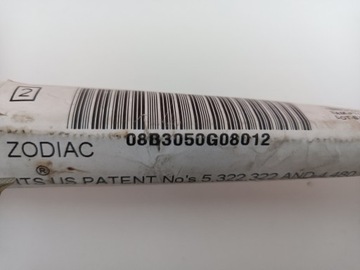 2
08B3050G08012
ZODIAC
®
ITS US PATENT No's 5,322,322 AND